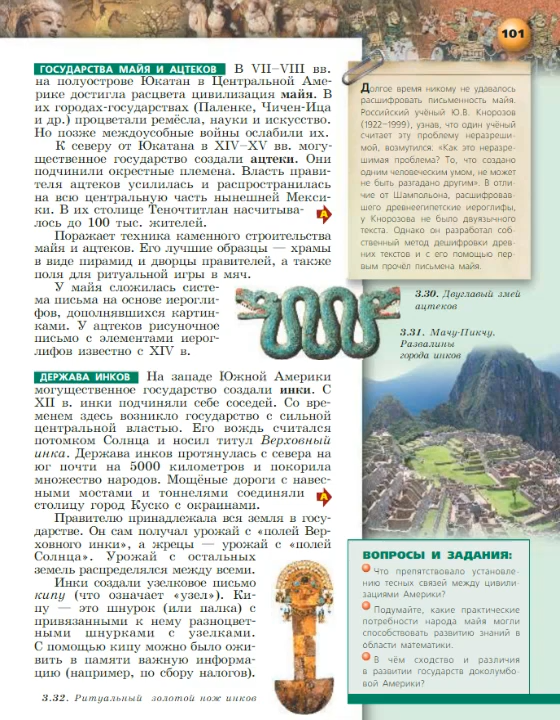 101
ГОСУДАРСТВА МАЙЯ И АЦТЕКОВ В VII–VIII вв.
на полуострове Юкатан в Центральной Аме-
рике достигла расцвета цивилизация майя. В
их городах-государствах (Паленке, Чичен-Ица
и др.) процветали ремёсла, науки и искусство.
Но позже междоусобные войны ослабили их.
К северу от Юкатана в XIV–XV вв. могу-
щественное государство создали ацтеки. Они
подчинили окрестные племена. Власть прави-
теля ацтеков усилилась и распространилась
на всю центральную часть нынешней Мекси-
ки. В их столице Теночтитлан насчитыва-
лось до 100 тыс. жителей.
Поражает техника каменного строительства
майя и ацтеков. Его лучшие образцы — храмы
в виде пирамид и дворцы правителей, а также
поля для ритуальной игры в мяч.
У майя сложилась систе-
ма письма на основе иерогли-
фов, дополнявшихся картин-
ками. У ацтеков рисуночное
письмо с элементами иерог-
лифов известно с XIV в.
ДЕРЖАВА ИНКОВ На западе Южной Америки
могущественное государство создали инки. С
XII в. инки подчиняли себе соседей. Со вре-
менем здесь возникло государство с сильной
центральной властью. Его вождь считался
потомком Солнца и носил титул Верховный
инка. Держава инков протянулась с севера на
юг почти на 5000 километров и покорила
множество народов. Мощёные дороги с навес-
ными мостами и тоннелями соединяли
столицу город Куско с окраинами.
Правителю принадлежала вся земля в госу-
дарстве. Он сам получал урожай с «полей Вер-
ховного инки», а жрецы — урожай с «полей
Солнца». Урожай с остальных
земель распределялся между всеми.
Инки создали узелковое письмо
кипу (что означает «узел»). Ки-
пу — это шнурок (или палка) с
привязанными к нему разноцвет-
ными шнурками с узелками.
С помощью кипу можно было ожи-
вить в памяти важную информа-
цию (например, по сбору налогов).
3.32. Ритуальный золотой нож инков
Долгое время никому не удавалось
расшифровать письменность майя.
Российский учёный Ю.В. Кнорозов
(1922–1999), узнав, что один учёный
считает эту проблему неразреши-
мой, возмутился: «Как это неразре-
шимая проблема? То, что создано
одним человеческим умом, не может
не быть разгадано другим». В отли-
чие от Шампольона, расшифровав-
шего древнеегипетские иероглифы,
у Кнорозова не было двуязычного
текста. Однако он разработал соб-
ственный метод дешифровки древ-
них текстов и с его помощью пер-
вым прочёл письмена майя.
3.30. Двуглавый змей
ацтеков
3.31. Мачу-Пикчу.
Развалины
города инков
ВОПРОСЫ И ЗАДАНИЯ:
Что препятствовало установле-
нию тесных связей между цивили-
зациями Америки?
Подумайте, какие практические
потребности народа майя могли
способствовать развитию знаний в
области математики.
В чём сходство и различия
в развитии государств доколумбо-
вой Америки?
А
А